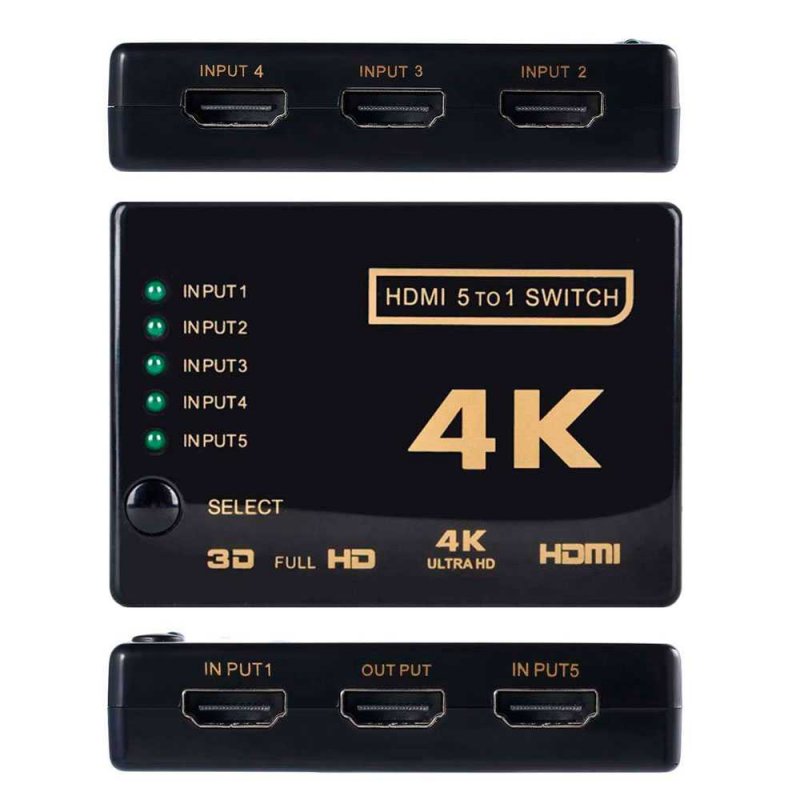 INPUT 4 INPUT 3 INPUT 2
INPUT1
HDMI 5 TO 1 SWITCH
INPUT2
INPUT3
INPUT4
4K
INPUT5
SELECT
3D FULL HD 4K ULTRA HD HDMI
IN PUT1 OUT PUT IN PUT5